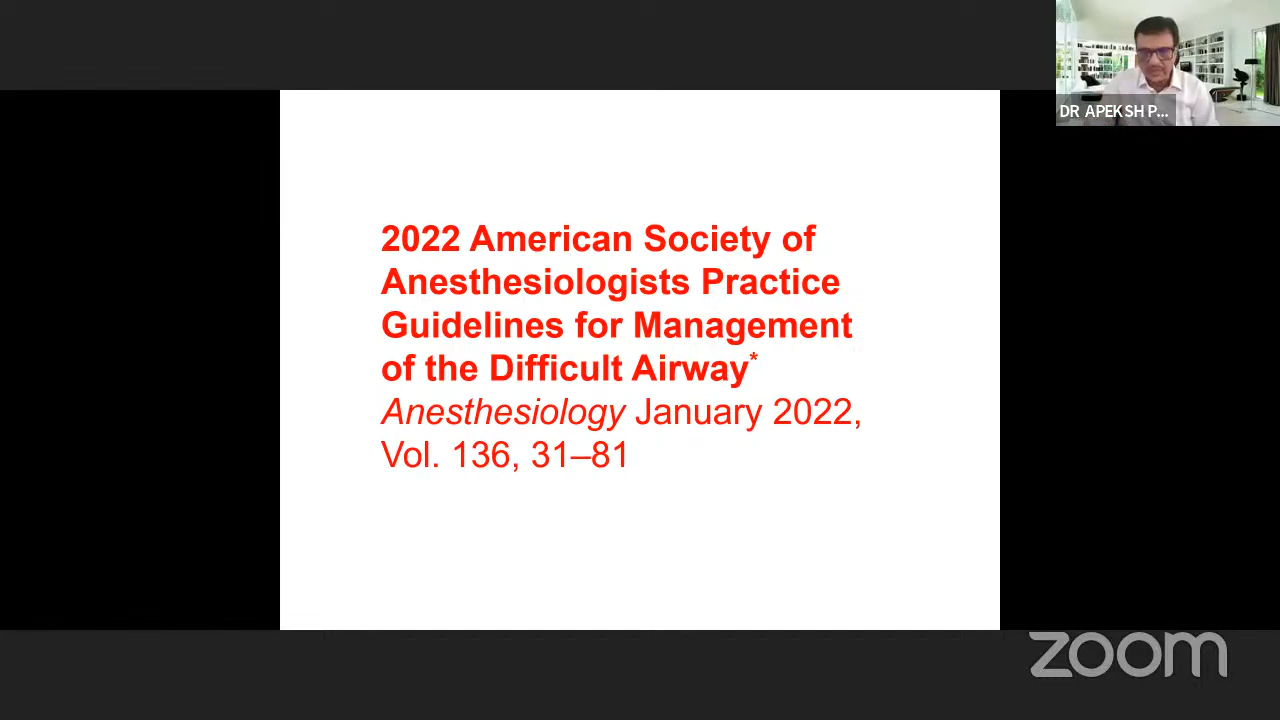 DR APEKSH P...
2022 American Society of
Anesthesiologists Practice
Guidelines for Management
of the Difficult Airway*
Anesthesiology January 2022,
Vol. 136, 31–81
zoom